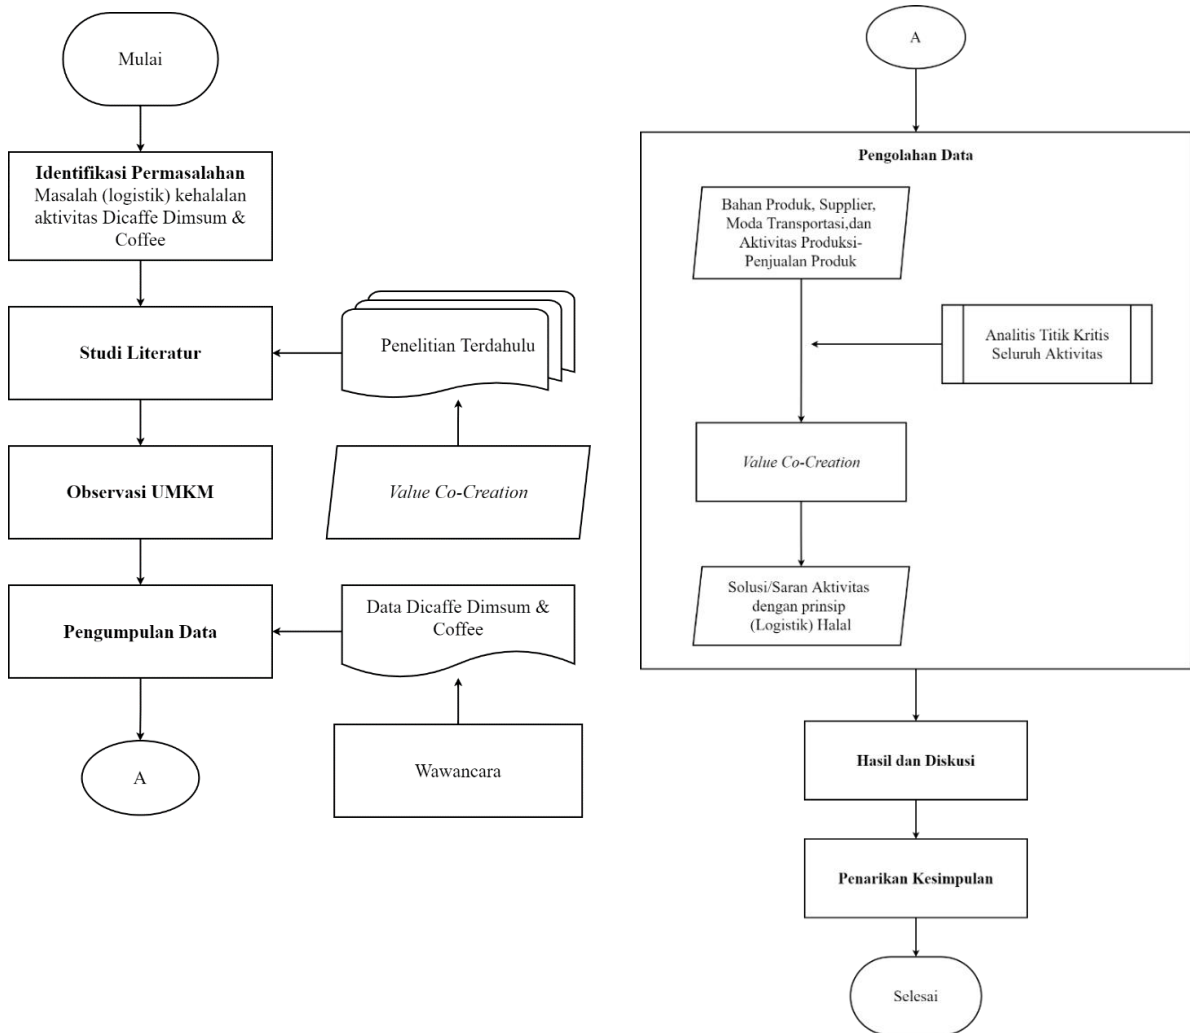 Mulai
Identifikasi Permasalahan
Masalah (logistik) kehalalan
aktivitas Dicaffe Dimsum &
Coffee
Studi Literatur
Penelitian Terdahulu
Observasi UMKM
Value Co-Creation
Pengumpulan Data
Data Dicaffe Dimsum &
Coffee
A
Wawancara
A
Pengolahan Data
Bahan Produk, Supplier,
Moda Transportasi,dan
Aktivitas Produksi-
Penjualan Produk
Analitis Titik Kritis
Seluruh Aktivitas
Value Co-Creation
Solusi/Saran Aktivitas
dengan prinsip
(Logistik) Halal
Hasil dan Diskusi
Penarikan Kesimpulan
Selesai